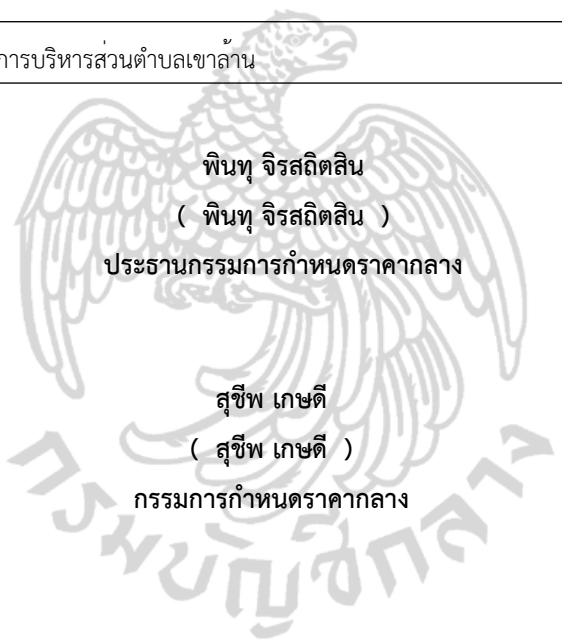 การบริหารส่วนตำบลเขาล้าน
พินทุ จิรสถิตสิน
( พินทุ จิรสถิตสิน )
ประธานกรรมการกำหนดราคากลาง
สุชีพ เกษดี
( สุชีพ เกษดี )
กรรมการกำหนดราคากลาง
กรมบัญชีกลาง